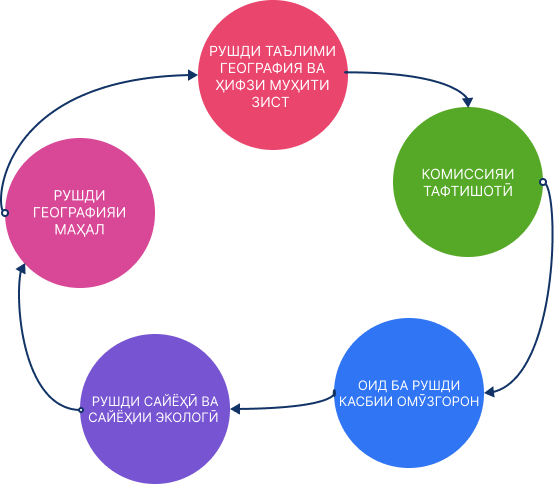 РУШДИ ТАЪЛИМИ
ГЕОГРАФИЯ ВА
ҲИФЗИ МУҲИТИ
ЗИСТ
КОМИССИЯИ
ТАФТИШОТӢ
ОИД БА РУШДИ
КАСБИИ ОМӮЗГОРОН
РУШДИ САЙЁҲӢ ВА
САЙЁҲИИ ЭКОЛОГӢ
РУШДИ
ГЕОГРАФИЯИ
МАҲАЛ